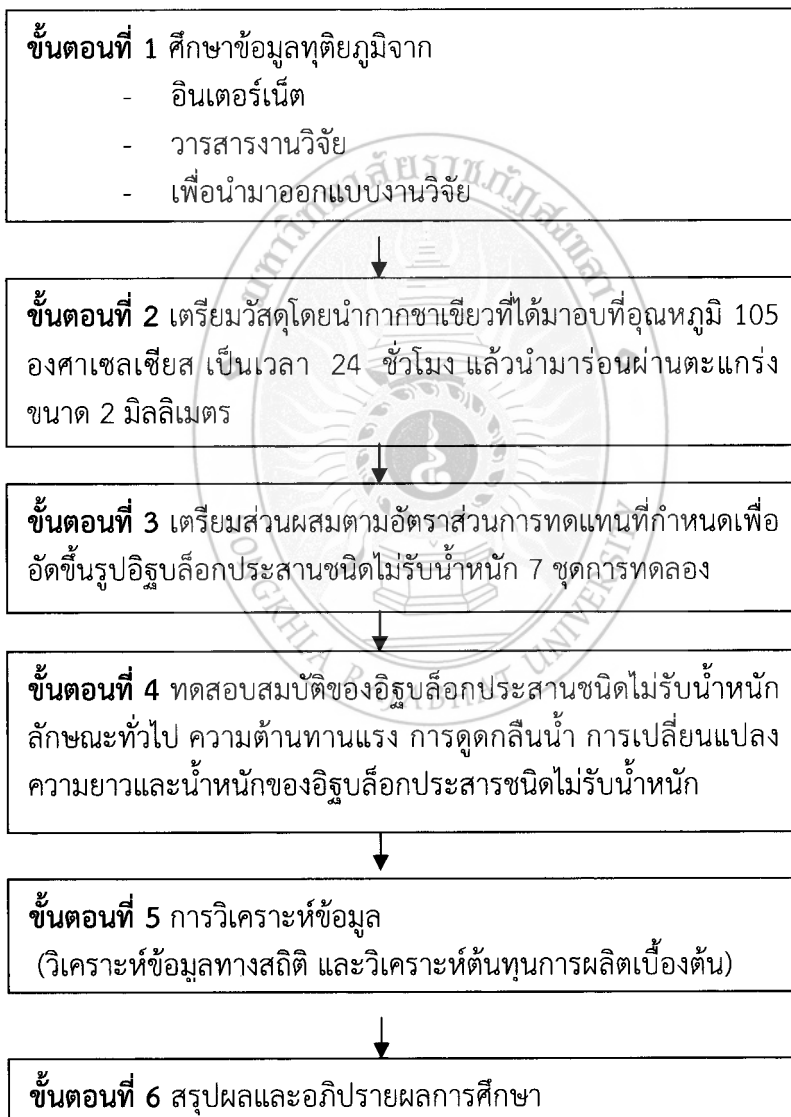 ขั้นตอนที่ 1 ศึกษาข้อมูลทุติยภูมิจาก
- อินเตอร์เน็ต
- วารสารงานวิจัย
- เพื่อนำมาออกแบบงานวิจัย
มหาวิทยาลัยราชภัฏสงขลา
ขั้นตอนที่ 2 เตรียมวัสดุโดยนำกากชาเขียวที่ได้มาอบที่อุณหภูมิ 105
องศาเซลเซียส เป็นเวลา 24 ชั่วโมง แล้วนำมาร่อนผ่านตะแกร่ง
ขนาด 2 มิลลิเมตร
ขั้นตอนที่ 3 เตรียมส่วนผสมตามอัตราส่วนการทดแทนที่กำหนดเพื่อ
อัดขึ้นรูปอิฐบล็อกประสานชนิดไม่รับน้ำหนัก 7 ชุดการทดลอง
SONGKHLA RAJABHAT UNIVERSITY
ขั้นตอนที่ 4 ทดสอบสมบัติของอิฐบล็อกประสานชนิดไม่รับน้ำหนัก
ลักษณะทั่วไป ความต้านทานแรง การดูดกลืนน้ำ การเปลี่ยนแปลง
ความยาวและน้ำหนักของอิฐบล็อกประสารชนิดไม่รับน้ำหนัก
ขั้นตอนที่ 5 การวิเคราะห์ข้อมูล
(วิเคราะห์ข้อมูลทางสถิติ และวิเคราะห์ต้นทุนการผลิตเบื้องต้น)
ขั้นตอนที่ 6 สรุปผลและอภิปรายผลการศึกษา